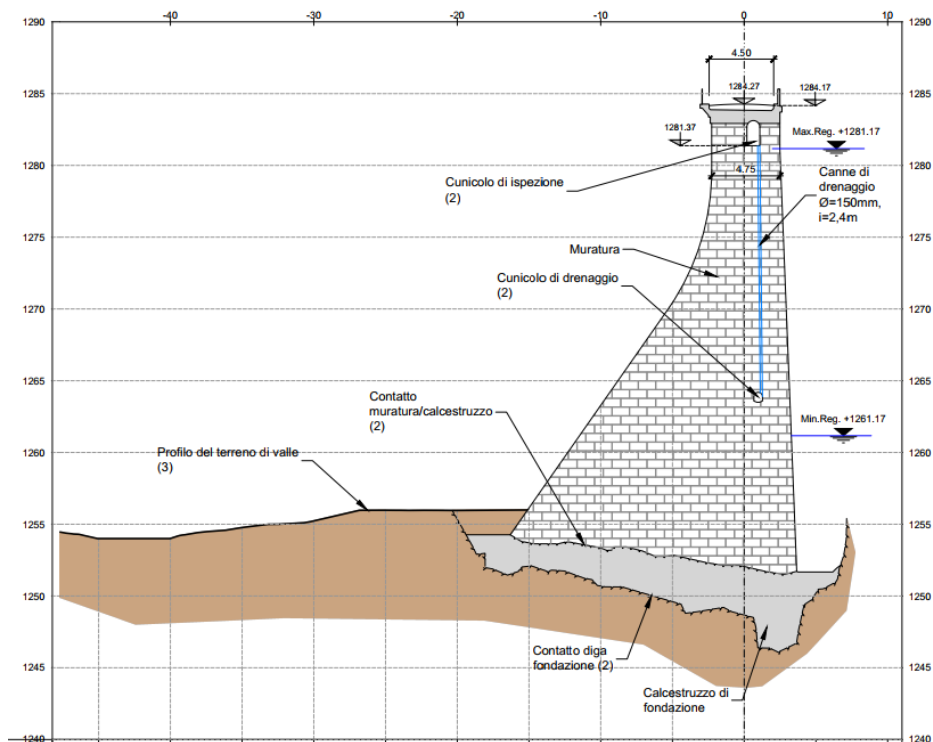 -40
-30
-20
-10
0
10
1290
1290
4.50
1285
1284.27
1284.17
1285
1281.37
Max.Reg. +1281.17
1280
1280
Cunicolo di ispezione
(2)
4.75
Canne di
drenaggio
Ø=150mm,
i=2,4m
1275
1275
Muratura
Cunicolo di drenaggio
(2)
1270
1270
1265
1265
Contatto
muratura/calcestruzzo
(2)
Min.Reg. +1261.17
1260
1260
Profilo del terreno di valle
(3)
1255
1255
1250
1250
Contatto diga
fondazione (2)
1245
1245
Calcestruzzo di
fondazione
1240
1240